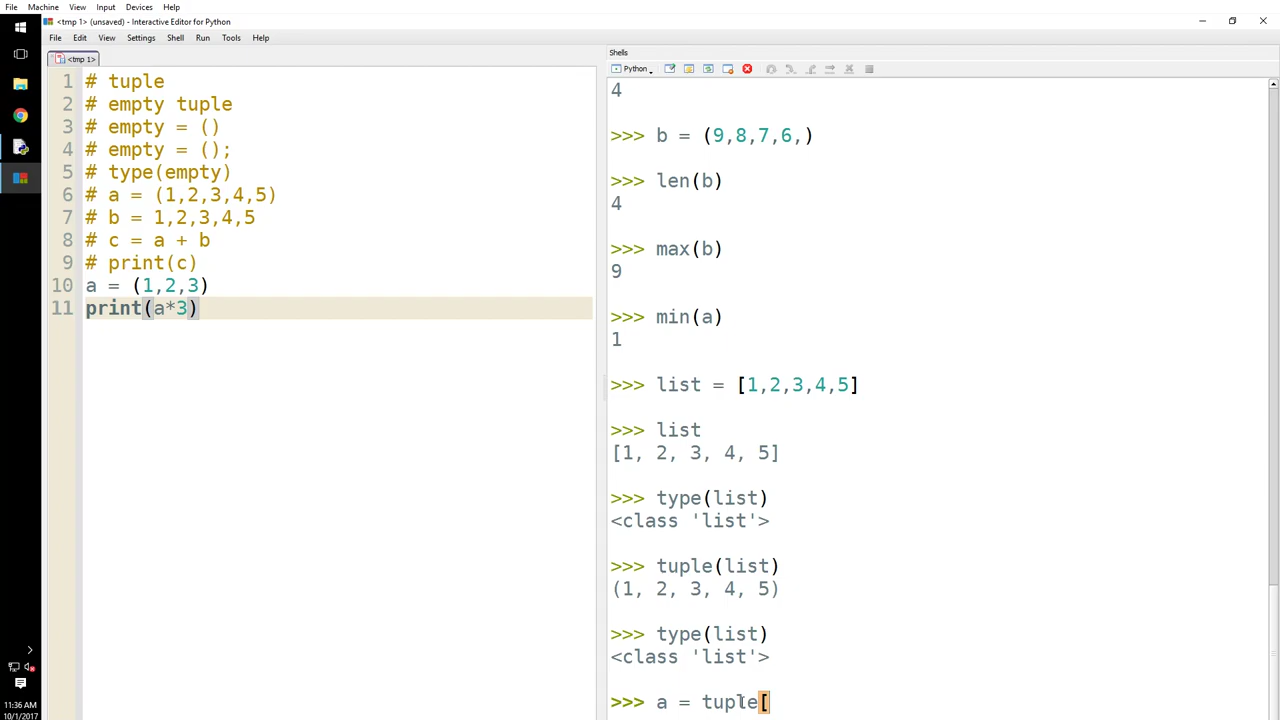 File Machine View Input Devices Help
<tmp 1> (unsaved) - Interactive Editor for Python
File Edit View Settings Shell Run Tools Help
<tmp 1>
1 # tuple
2 # empty tuple
3 # empty = ()
4 # empty = ();
5 # type(empty)
6 # a = (1,2,3,4,5)
7 # b = 1,2,3,4,5
8 # c = a + b
9 # print(c)
10 a = (1,2,3)
11 print(a*3)
Shells
Python
4
>>> b = (9,8,7,6,)
>>> len(b)
4
>>> max(b)
9
>>> min(a)
1
>>> list = [1,2,3,4,5]
>>> list
[1, 2, 3, 4, 5]
>>> type(list)
<class 'list'>
>>> tuple(list)
(1, 2, 3, 4, 5)
>>> type(list)
<class 'list'>
>>> a = tuple[
11:36 AM
10/1/2017